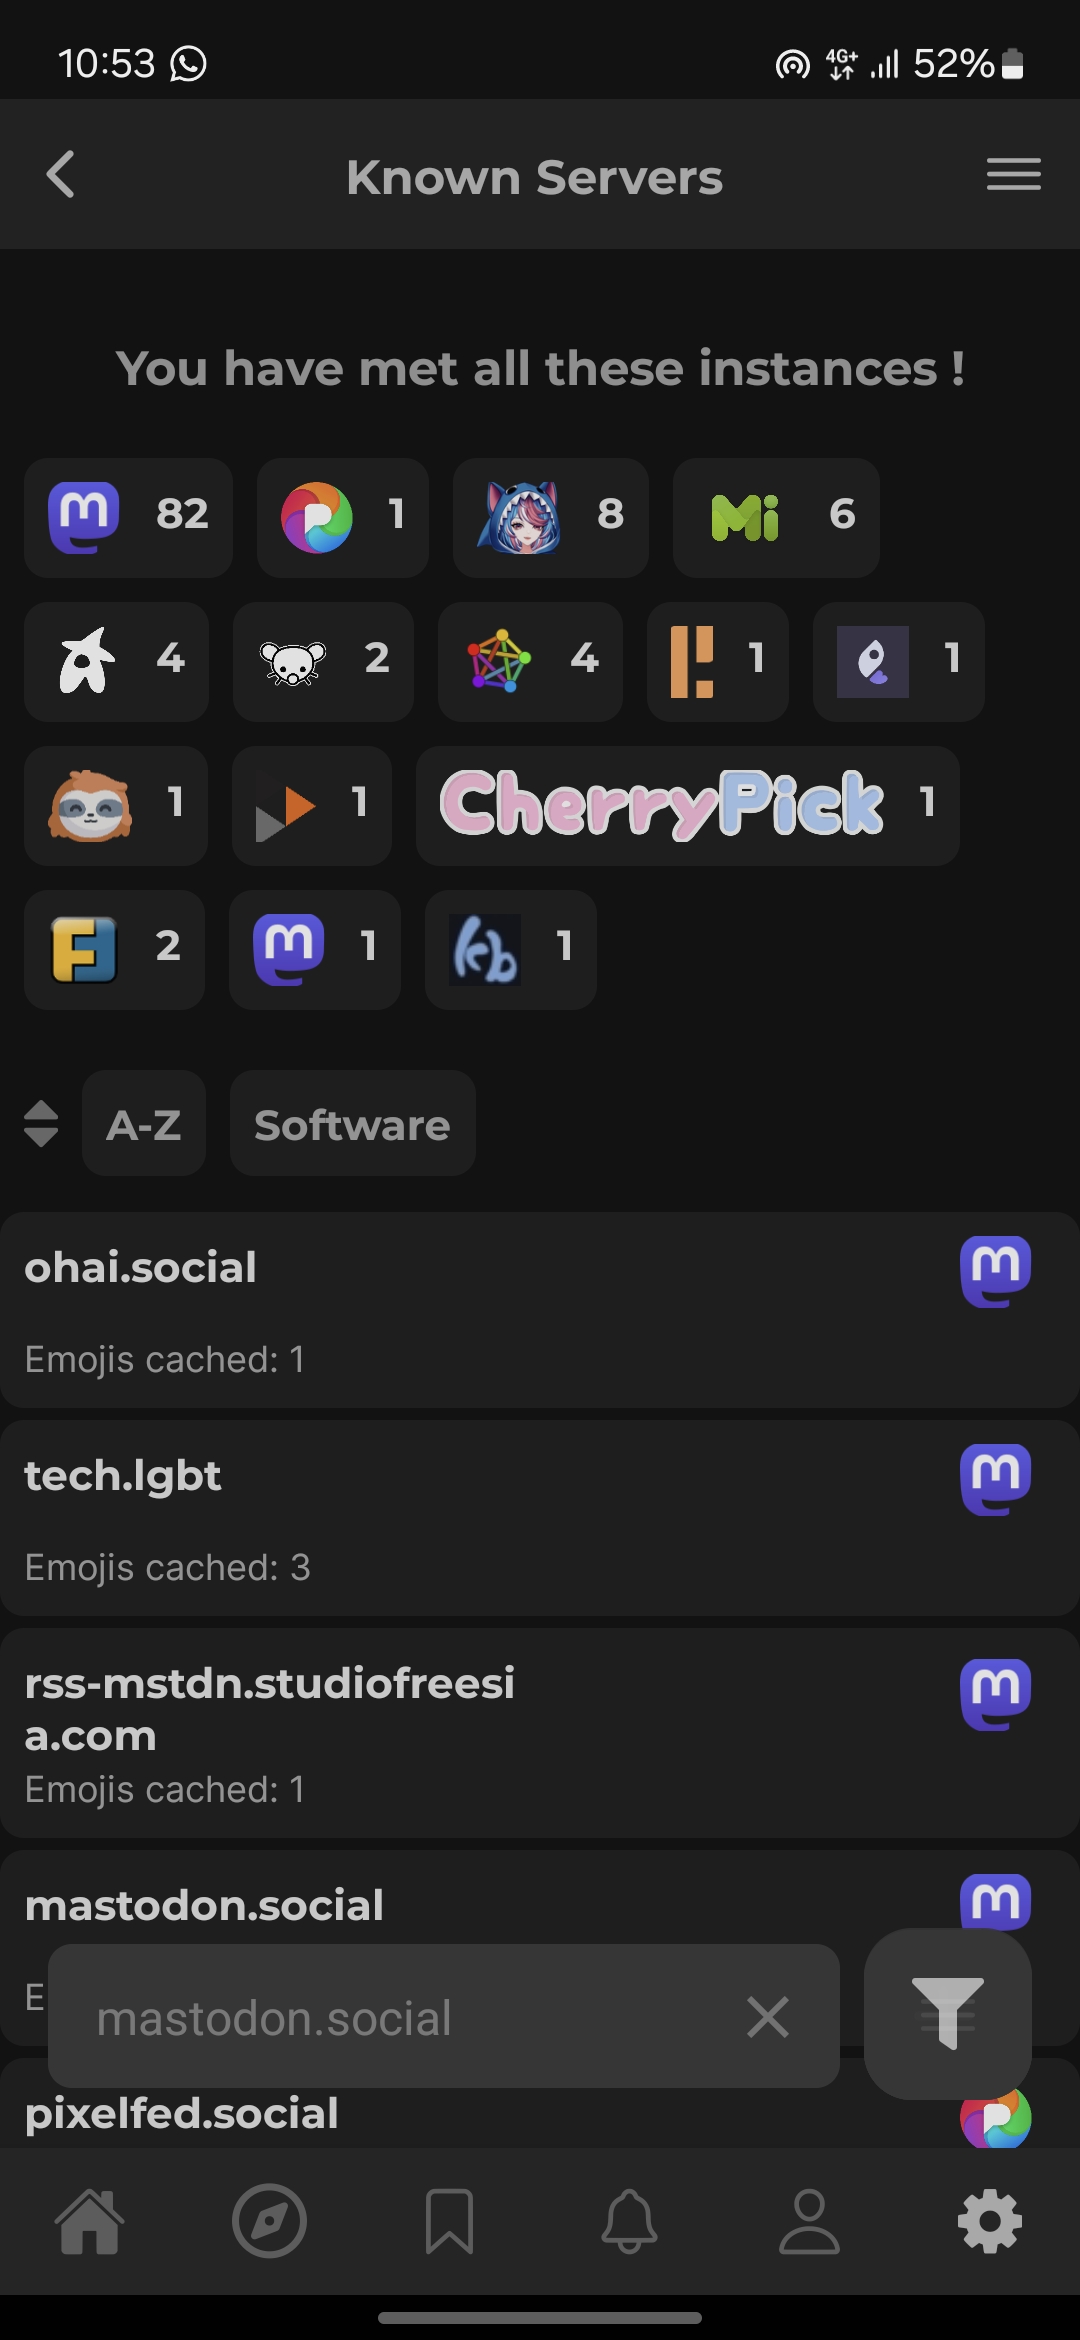 10:53
4G+
52%
Known Servers
You have met all these instances !
82
1
8
Mi
6
4
2
4
1
1
1
1
CherryPick
1
2
1
kb
1
A-Z
Software
ohai.social
Emojis cached: 1
tech.lgbt
Emojis cached: 3
rss-mstdn.studiofreesi
a.com
Emojis cached: 1
mastodon.social
E
mastodon.social
pixelfed.social